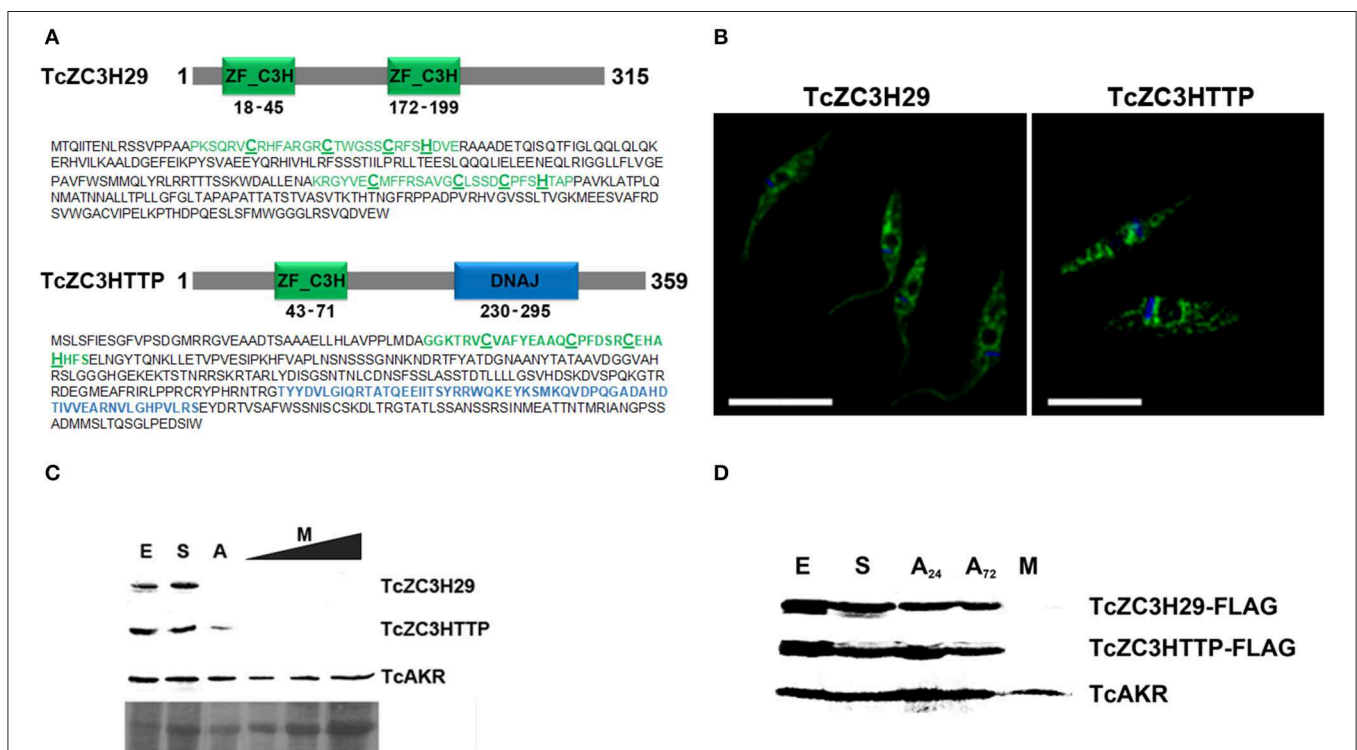 A
TcZC3H29 1 ZF_C3H ZF_C3H 315
18-45 172-199
MTQIITENLRSSVPPAAPKSQRVCRHFARGRCTWGSSCRFSHDVERAAADETQISQTFIGLQQLQLQK
ERHVILKAALDGEFEIKPYSVAEEYQRHIVHLRFSSSTIILPRLLTEESLQQQLIELEENEQLRIGGLLFLVGE
PAVFWSMMQLYRLRRTTTSSKWDALLENAKRGYVECMFFRSAVGCLSSDCPFSHTAPPAVKLATPLQ
NMATNNALLTPLLGFGLTAPAPATTATSTVASVTKTHTNGFRPPADPVRHVGVSSLTVGKMEESVAFRD
SVWGACVIPELKPTHDPQESLSFMWGGGLRSVQDVEW
TcZC3HTTP 1 ZF_C3H DNAJ 359
43-71 230-295
MSLSFIESGFVPSDGMRRGVEAADTSAAAELLHLAVPPLMDAGGKTRVCVAFYEAAQCPFDSRCEHA
HHFSELNGYTQNKLLETVPVESIPKHFVAPLNSNSSSGNNKNDRTFYATDGNAANYTATAAVDGGVAH
RSLGGGHGEKEKTSTNRRSKRTARLYDISGSNTNLCDNSFSSLASSTDTLLLLGSVHDSKDVSPQKGTR
RDEGMEAFRIRLPPRCRYPHRNTRGTYYDVLGIQRTATQEEIITSYRRWQKEYKSMKQVDPQGADAHD
TIVVEARNVLGHPVLRSEYDRTVSAFWSSNISCSKDLTRGTATLSSANSSRSINMEATTNTMRIANGPSS
ADMMSLTQSGLPEDSIW
B
TcZC3H29 TcZC3HTTP
C
E S A M
TcZC3H29
TcZC3HTTP
TcAKR
D
E S A24 A72 M
TcZC3H29-FLAG
TcZC3HTTP-FLAG
TcAKR